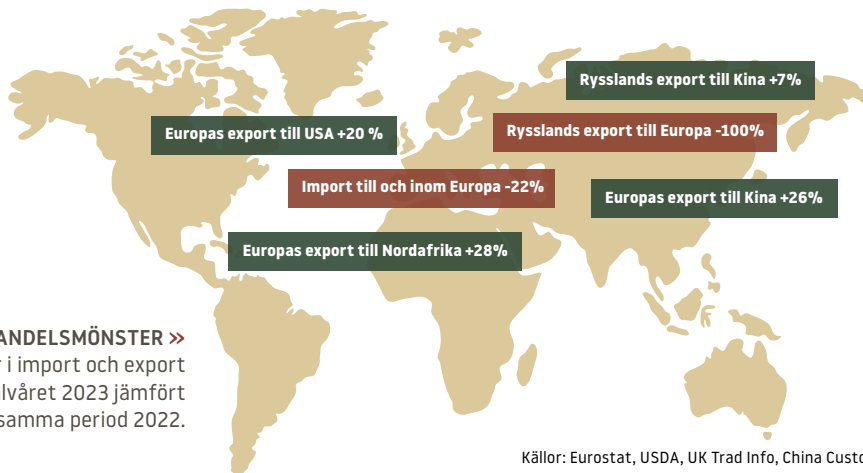 Rysslands export till Kina +7%
Europas export till USA +20 %
Rysslands export till Europa -100%
Import till och inom Europa -22%
Europas export till Kina +26%
Europas export till Nordafrika +28%
ANDELSMÖNSTER »
i import och export
lvåret 2023 jämfört
samma period 2022.
Källor: Eurostat, USDA, UK Trad Info, China Custo